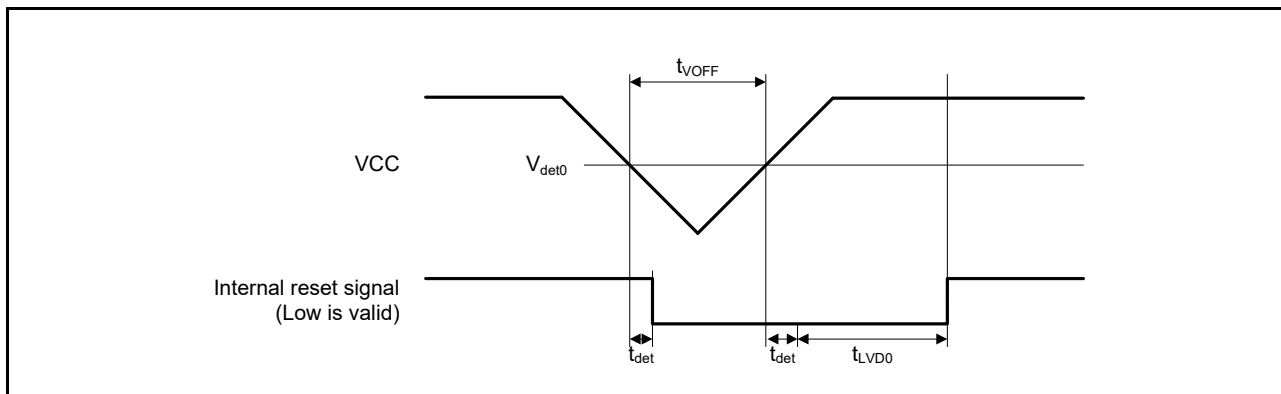 tVOFF
VCC
Vdet0
Internal reset signal
(Low is valid)
tdet
tdet
tLVD0